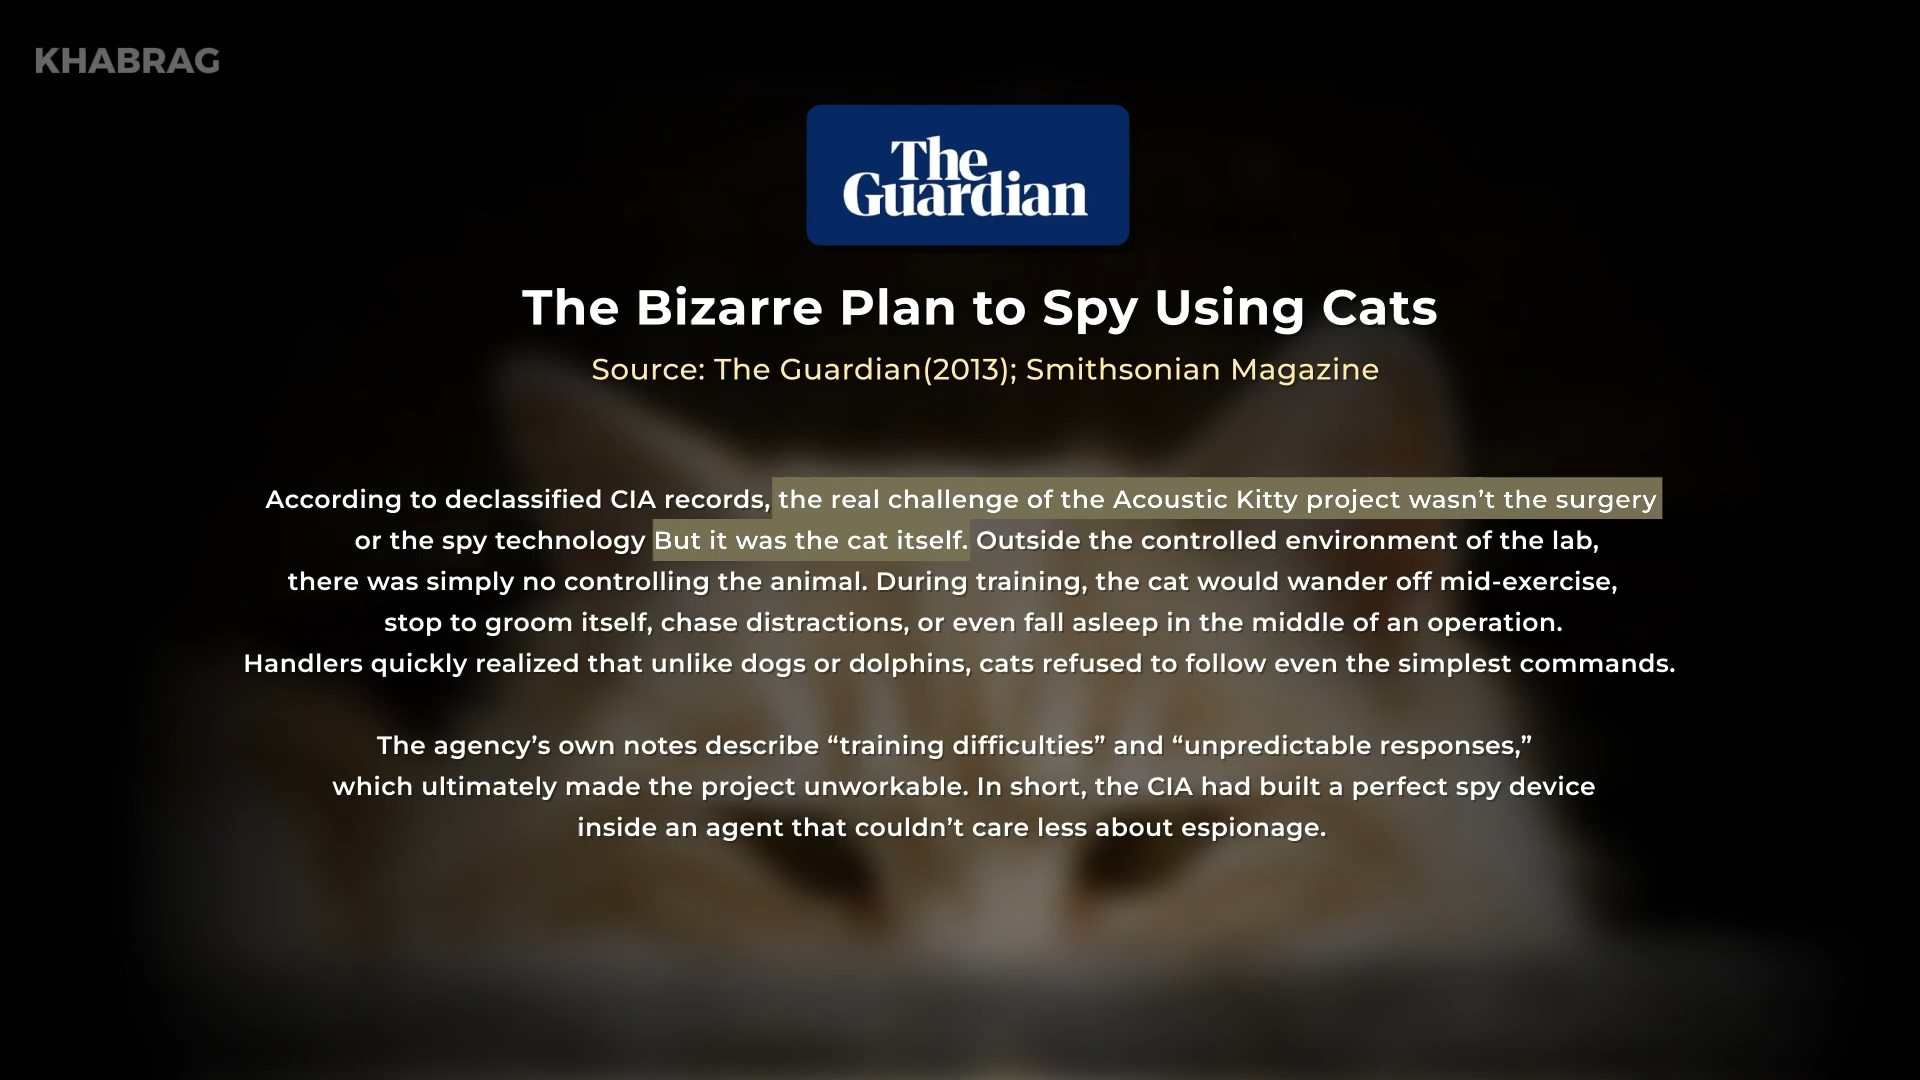 KHABRAG
The
Guardian
The Bizarre Plan to Spy Using Cats
Source: The Guardian(2013); Smithsonian Magazine
According to declassified CIA records, the real challenge of the Acoustic Kitty project wasn’t the surgery
or the spy technology But it was the cat itself. Outside the controlled environment of the lab,
there was simply no controlling the animal. During training, the cat would wander off mid-exercise,
stop to groom itself, chase distractions, or even fall asleep in the middle of an operation.
Handlers quickly realized that unlike dogs or dolphins, cats refused to follow even the simplest commands.
The agency’s own notes describe “training difficulties” and “unpredictable responses,”
which ultimately made the project unworkable. In short, the CIA had built a perfect spy device
inside an agent that couldn’t care less about espionage.